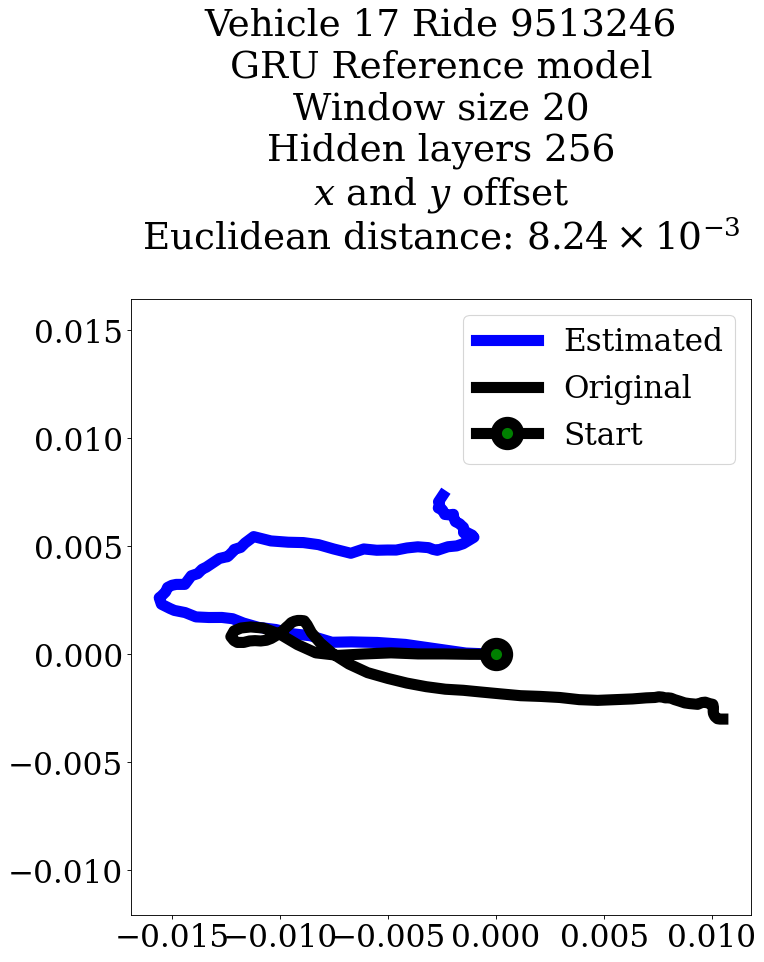 Vehicle 17 Ride 9513246
GRU Reference model
Window size 20
Hidden layers 256
x and y offset
Euclidean distance: 8.24 × 10⁻³
Estimated
Original
Start
0.015
0.010
0.005
0.000
−0.005
−0.010
−0.015 −0.010 −0.005 0.000 0.005 0.010